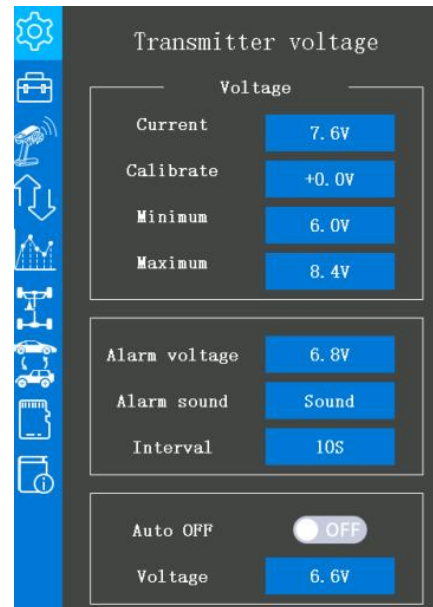 Transmitter voltage
Voltage
Current 7.6V
Calibrate +0.0V
Minimum 6.0V
Maximum 8.4V
Alarm voltage 6.8V
Alarm sound Sound
Interval 10S
Auto OFF OFF
Voltage 6.6V